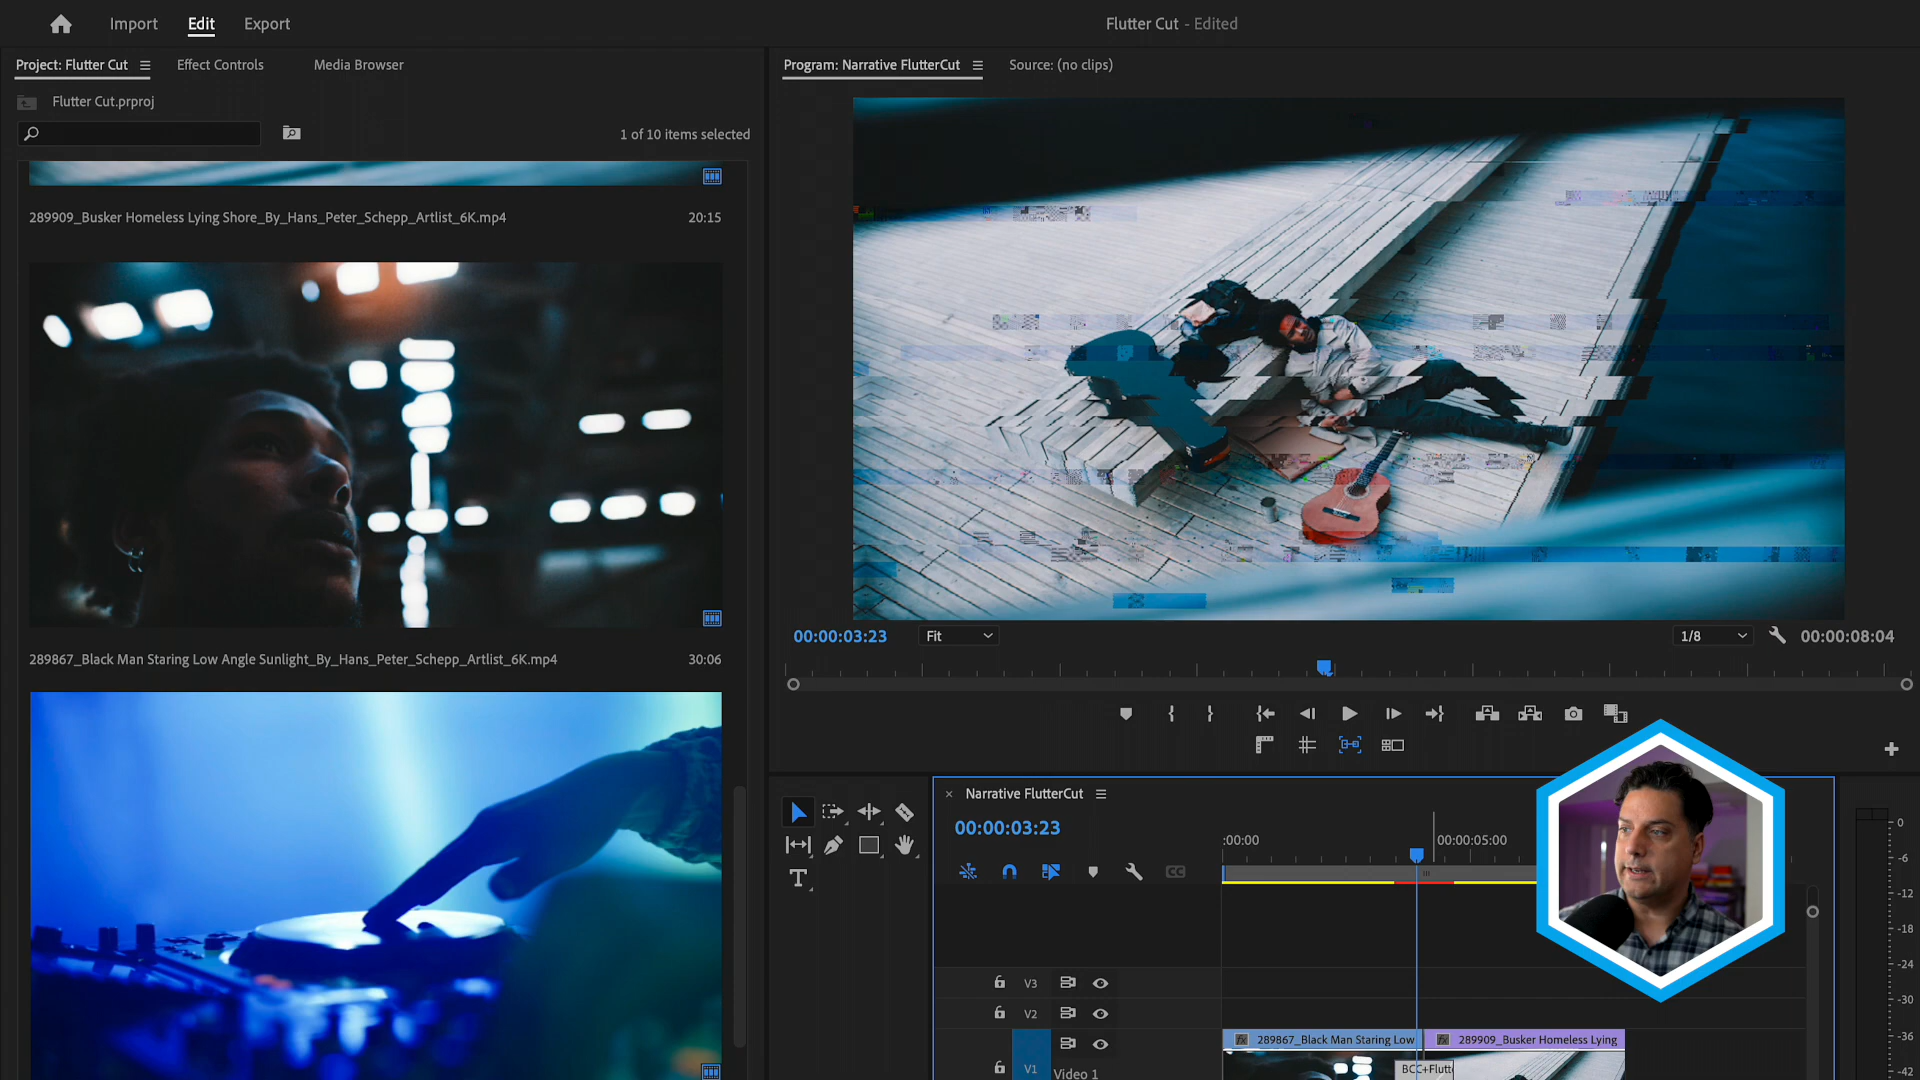 Import Edit Export
Flutter Cut - Edited
Project: Flutter Cut Effect Controls Media Browser
Program: Narrative FlutterCut Source: (no clips)
Flutter Cut.prproj
1 of 10 items selected
289909_Busker Homeless Lying Shore_By_Hans_Peter_Schepp_Artlist_6K.mp4 20:15
289867_Black Man Staring Low Angle Sunlight_By_Hans_Peter_Schepp_Artlist_6K.mp4 30:06
00:00:03:23 Fit 1/8 00:00:08:04
Narrative FlutterCut
00:00:03:23
:00:00 00:00:05:00
V3
V2
V1 Video 1
289867_Black Man Staring Low 289909_Busker Homeless Lying
BCC+Flutt
0
-6
-12
-18
-24
-30
-36
-42
T
CC
fx
fx